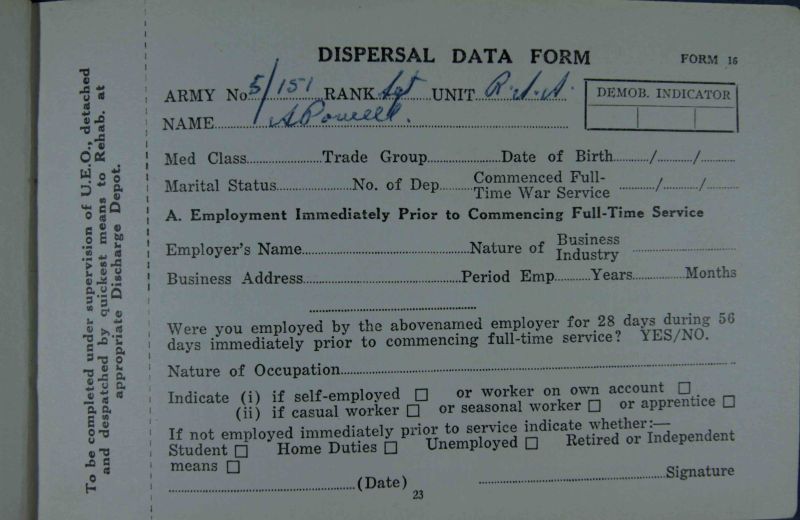 DISPERSAL DATA FORM
FORM 16
ARMY No. 5/151 RANK Sgt UNIT R.A.A.
DEMOB. INDICATOR
NAME A Powell.
Med Class Trade Group Date of Birth / /
Marital Status No. of Dep. Commenced Full-Time War Service / /
A. Employment Immediately Prior to Commencing Full-Time Service
Employer's Name Nature of Business Industry
Business Address Period Emp. Years Months
Were you employed by the abovenamed employer for 28 days during 56
days immediately prior to commencing full-time service? YES/NO.
Nature of Occupation
Indicate (i) if self-employed □ or worker on own account □
(ii) if casual worker □ or seasonal worker □ or apprentice □
If not employed immediately prior to service indicate whether:—
Student □ Home Duties □ Unemployed □ Retired or Independent
means □
(Date) Signature
23
To be completed under supervision of U.E.O., detached
and despatched by quickest means to Rehab. at
appropriate Discharge Depot.